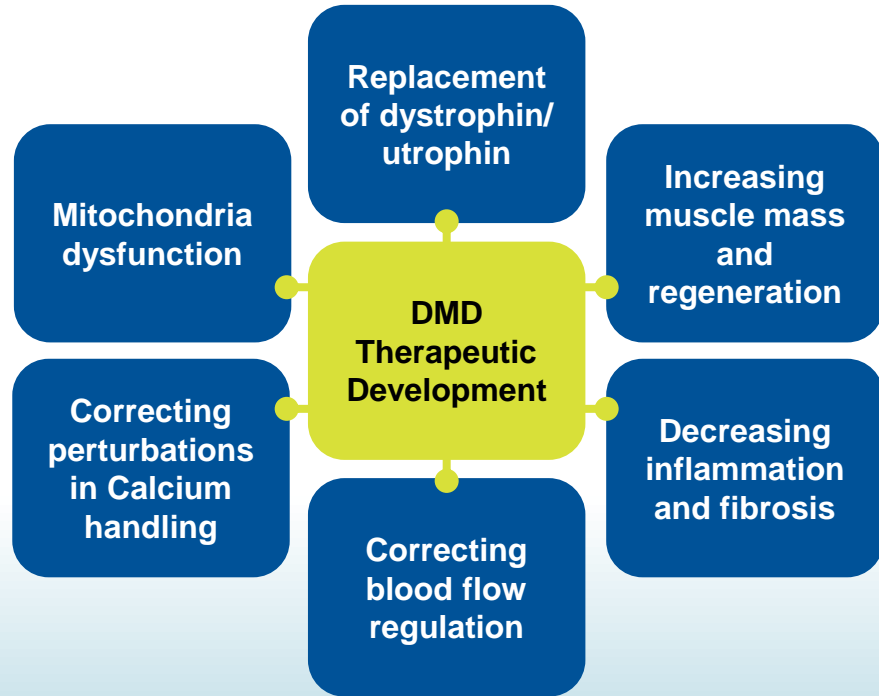 Replacement
of dystrophin/
utrophin
Increasing
muscle mass
and
regeneration
Mitochondria
dysfunction
DMD
Therapeutic
Development
Correcting
perturbations
in Calcium
handling
Decreasing
inflammation
and fibrosis
Correcting
blood flow
regulation